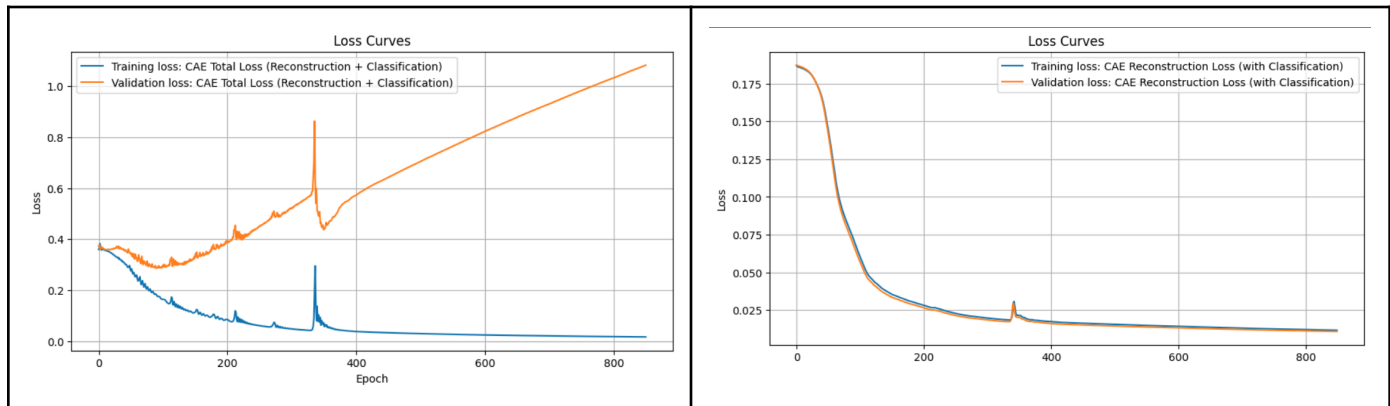 Loss Curves
Training loss: CAE Total Loss (Reconstruction + Classification)
Validation loss: CAE Total Loss (Reconstruction + Classification)
1.0
0.8
0.6
0.4
0.2
0.0
Loss
0
200
400
600
800
Epoch
Loss Curves
Training loss: CAE Reconstruction Loss (with Classification)
Validation loss: CAE Reconstruction Loss (with Classification)
0.175
0.150
0.125
0.100
0.075
0.050
0.025
Loss
0
200
400
600
800